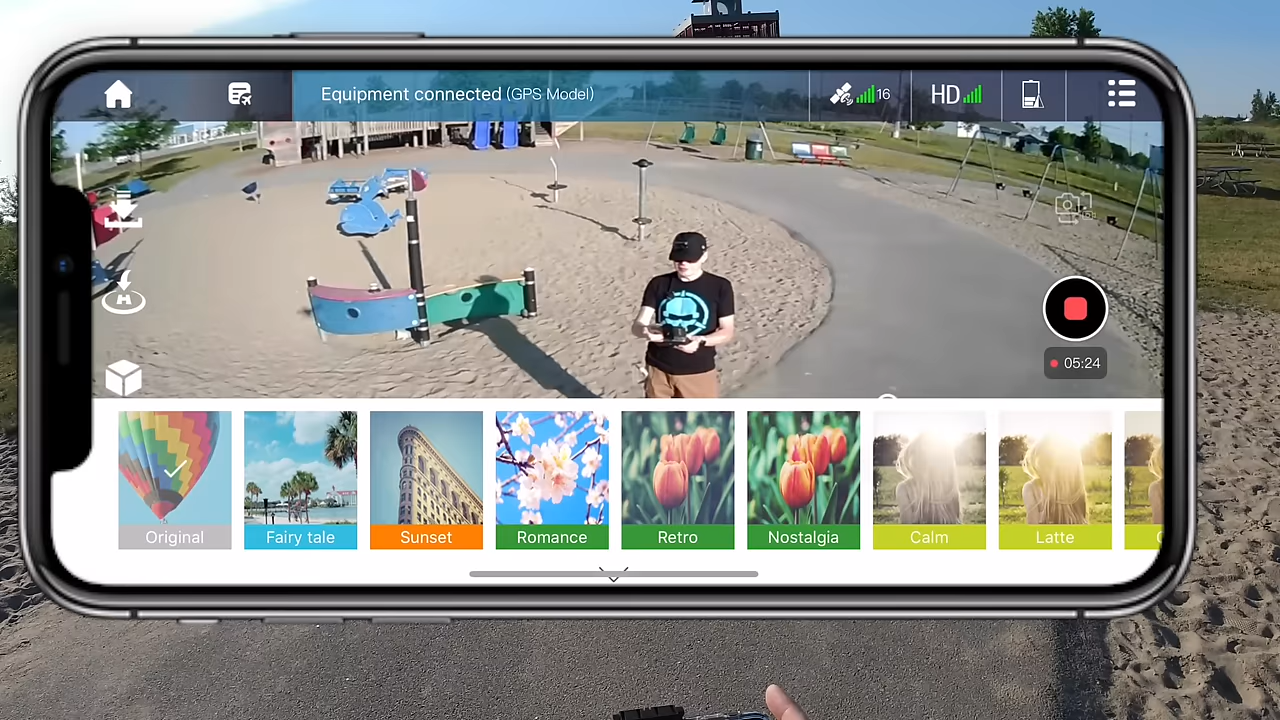 Equipment connected (GPS Model)
16
HD
H
05:24
Original
Fairy tale
Sunset
Romance
Retro
Nostalgia
Calm
Latte